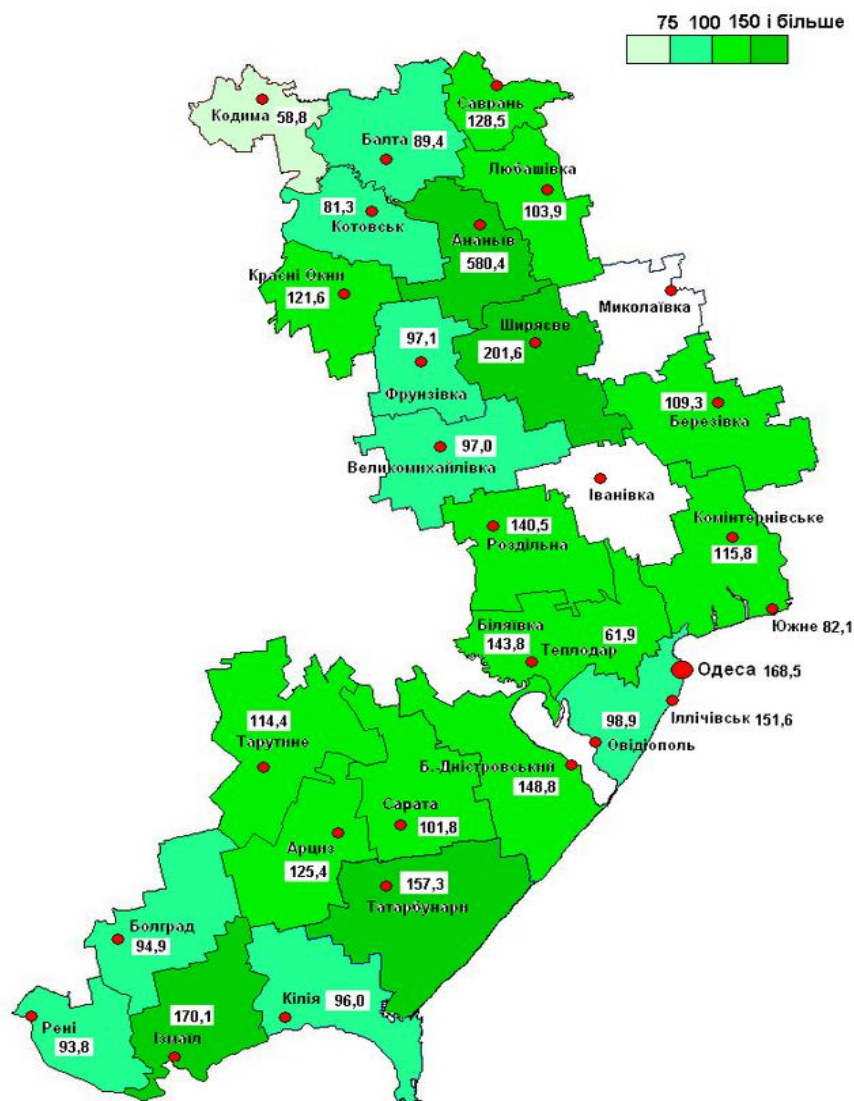 75 100 150 і більше
Саврань
128,5
Кодима 58,8
Балта 89,4
Любашівка
103,9
81,3
Котовськ
Ананьїв
580,4
Красні Окни
121,6
Миколаївка
Ширяєве
201,6
97,1
Фрунзівка
109,3
Березівка
97,0
Великомихайлівка
Іванівка
Комінтернівське
115,8
140,5
Роздільна
Біляївка
143,8
61,9
Теплодар
Южне 82,1
Одеса 168,5
Іллічівськ 151,6
98,9
Овідіополь
114,4
Тарутине
Б.-Дністровський
148,8
Сарата
101,8
Арциз
125,4
157,3
Татарбунари
Болград
94,9
Кілія 96,0
170,1
Ізмаїл
Рені
93,8